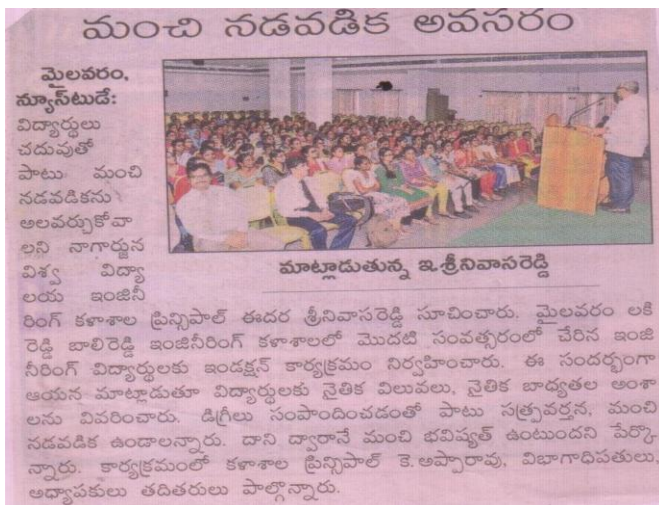 మంచి నడవడిక అవసరం
మైలవరం,
న్యూస్‌టుడే:
విద్యార్థులు
చదువుతో
పాటు మంచి
నడవడికను
అలవర్చుకోవా
లని నాగార్జున
విశ్వ విద్యా
లయ ఇంజినీ
మాట్లాడుతున్న ఇ.శ్రీనివాసరెడ్డి
రింగ్ కళాశాల ప్రిన్సిపాల్ ఈదర శ్రీనివాసరెడ్డి సూచించారు. మైలవరం లకి
రెడ్డి బాలిరెడ్డి ఇంజినీరింగ్ కళాశాలలో మొదటి సంవత్సరంలో చేరిన ఇంజి
నీరింగ్ విద్యార్థులకు ఇండక్షన్ కార్యక్రమం నిర్వహించారు. ఈ సందర్భంగా
ఆయన మాట్లాడుతూ విద్యార్థులకు నైతిక విలువలు, నైతిక బాధ్యతల అంశా
లను వివరించారు. డిగ్రీలు సంపాందించడంతో పాటు సత్ప్రవర్తన, మంచి
నడవడిక ఉండాలన్నారు. దాని ద్వారానే మంచి భవిష్యత్ ఉంటుందని పేర్కొ
న్నారు. కార్యక్రమంలో కళాశాల ప్రిన్సిపాల్ కె.అప్పారావు, విభాగాధిపతులు,
అధ్యాపకులు తదితరులు పాల్గొన్నారు.